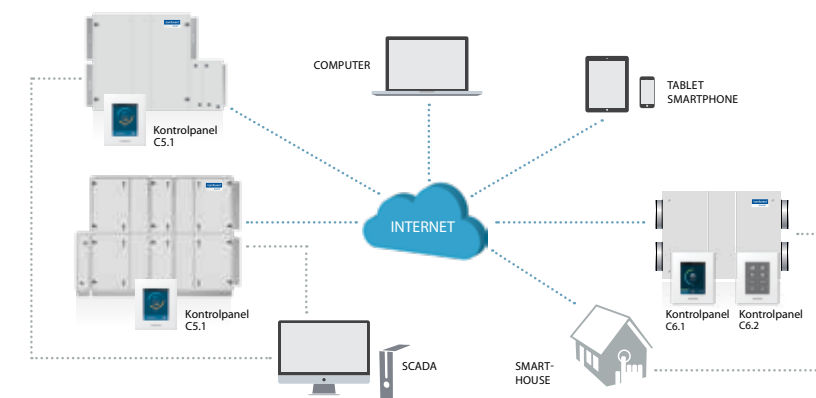 COMPUTER
TABLET
SMARTPHONE
Kontrolpanel
C5.1
INTERNET
Kontrolpanel
C5.1
Kontrolpanel
C6.1
Kontrolpanel
C6.2
SCADA
SMART-
HOUSE